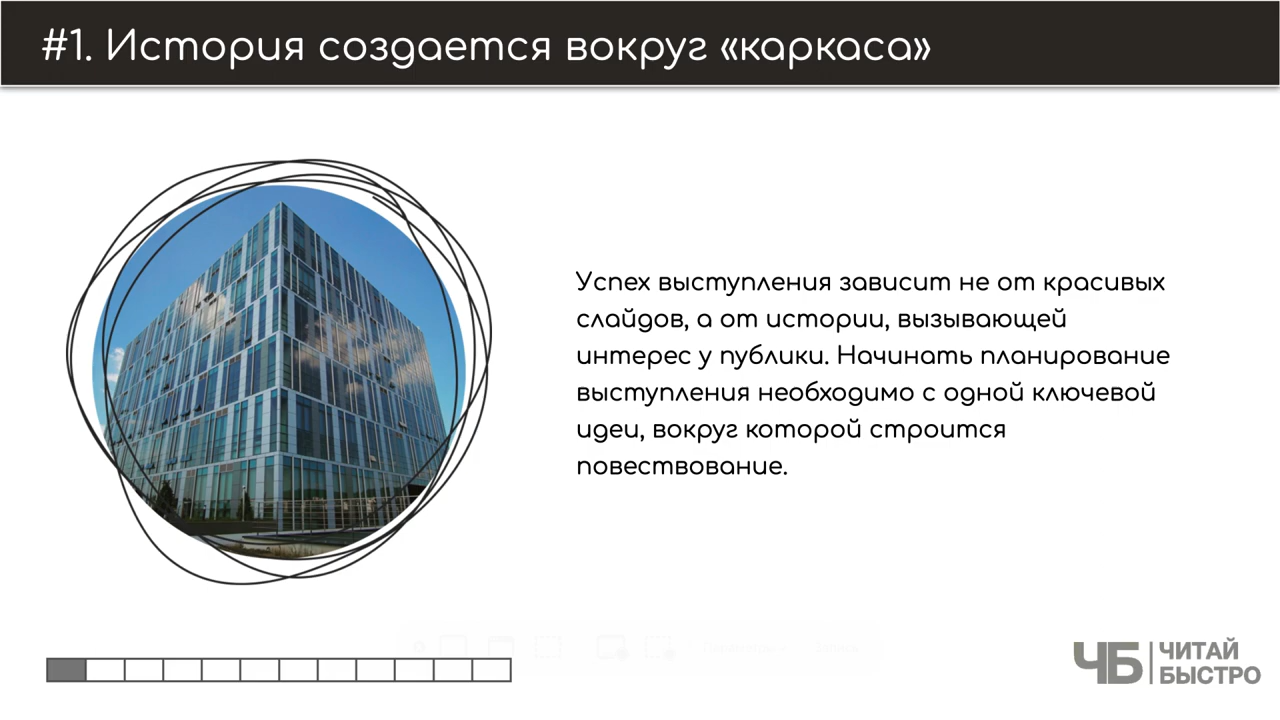 #1. История создается вокруг «каркаса»
Успех выступления зависит не от красивых
слайдов, а от истории, вызывающей
интерес у публики. Начинать планирование
выступления необходимо с одной ключевой
идеи, вокруг которой строится
повествование.
ЧБ
ЧИТАЙ
БЫСТРО